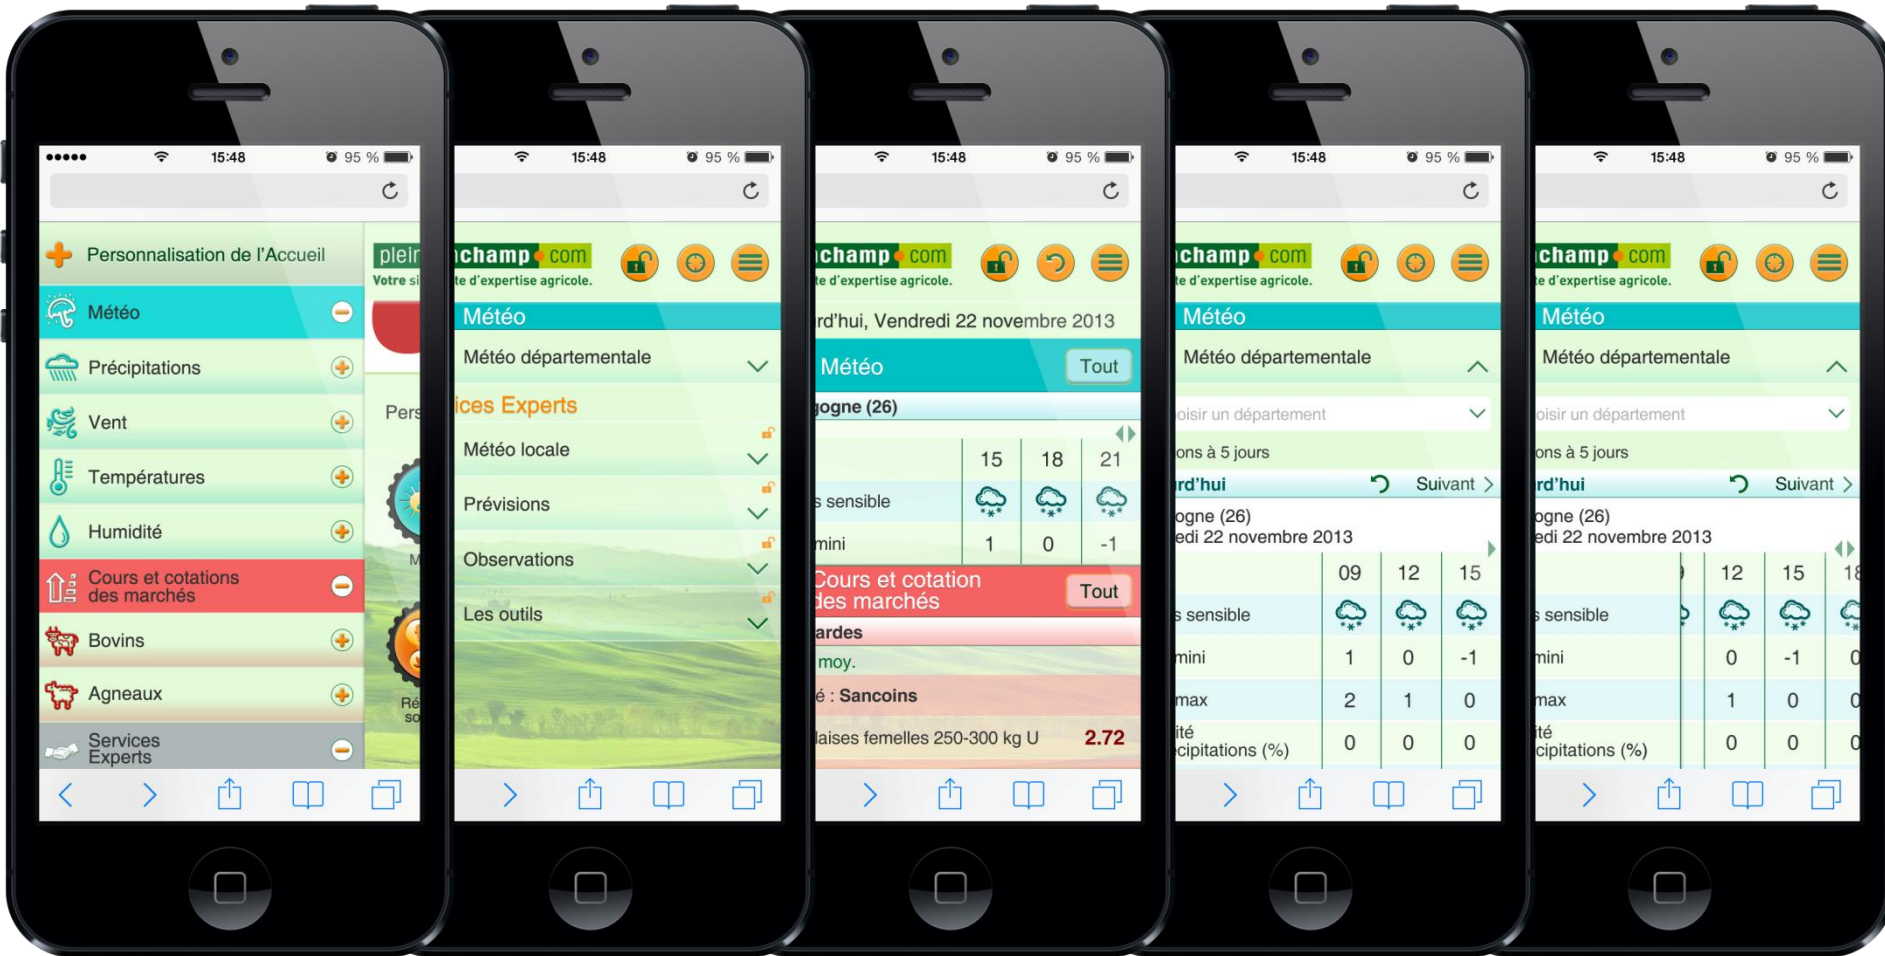 15:48
95 %
Personnalisation de l'Accueil
plein
Votre
Météo
Précipitations
Vent
Températures
Humidité
Cours et cotations
des marchés
Bovins
Agneaux
Services
Experts
Pers
M
Ré
so
15:48
95 %
champ.com
te d'expertise agricole.
Météo
Météo départementale
ices Experts
Météo locale
Prévisions
Observations
Les outils
15:48
95 %
champ.com
te d'expertise agricole.
rd'hui, Vendredi 22 novembre 2013
Météo
Tout
gogne (26)
15 18 21
s sensible
mini 1 0 -1
Cours et cotation
des marchés
Tout
ardes
moy.
é : Sancoins
laises femelles 250-300 kg U 2.72
15:48
95 %
champ.com
te d'expertise agricole.
Météo
Météo départementale
oisir un département
ons à 5 jours
rd'hui Suivant >
ogne (26)
edi 22 novembre 2013
09 12 15
s sensible
mini 1 0 -1
max 2 1 0
ité
cipitations (%) 0 0 0
15:48
95 %
champ.com
te d'expertise agricole.
Météo
Météo départementale
oisir un département
ons à 5 jours
rd'hui Suivant >
ogne (26)
edi 22 novembre 2013
12 15 18
s sensible
mini 0 -1 0
max 1 0 0
ité
cipitations (%) 0 0 0